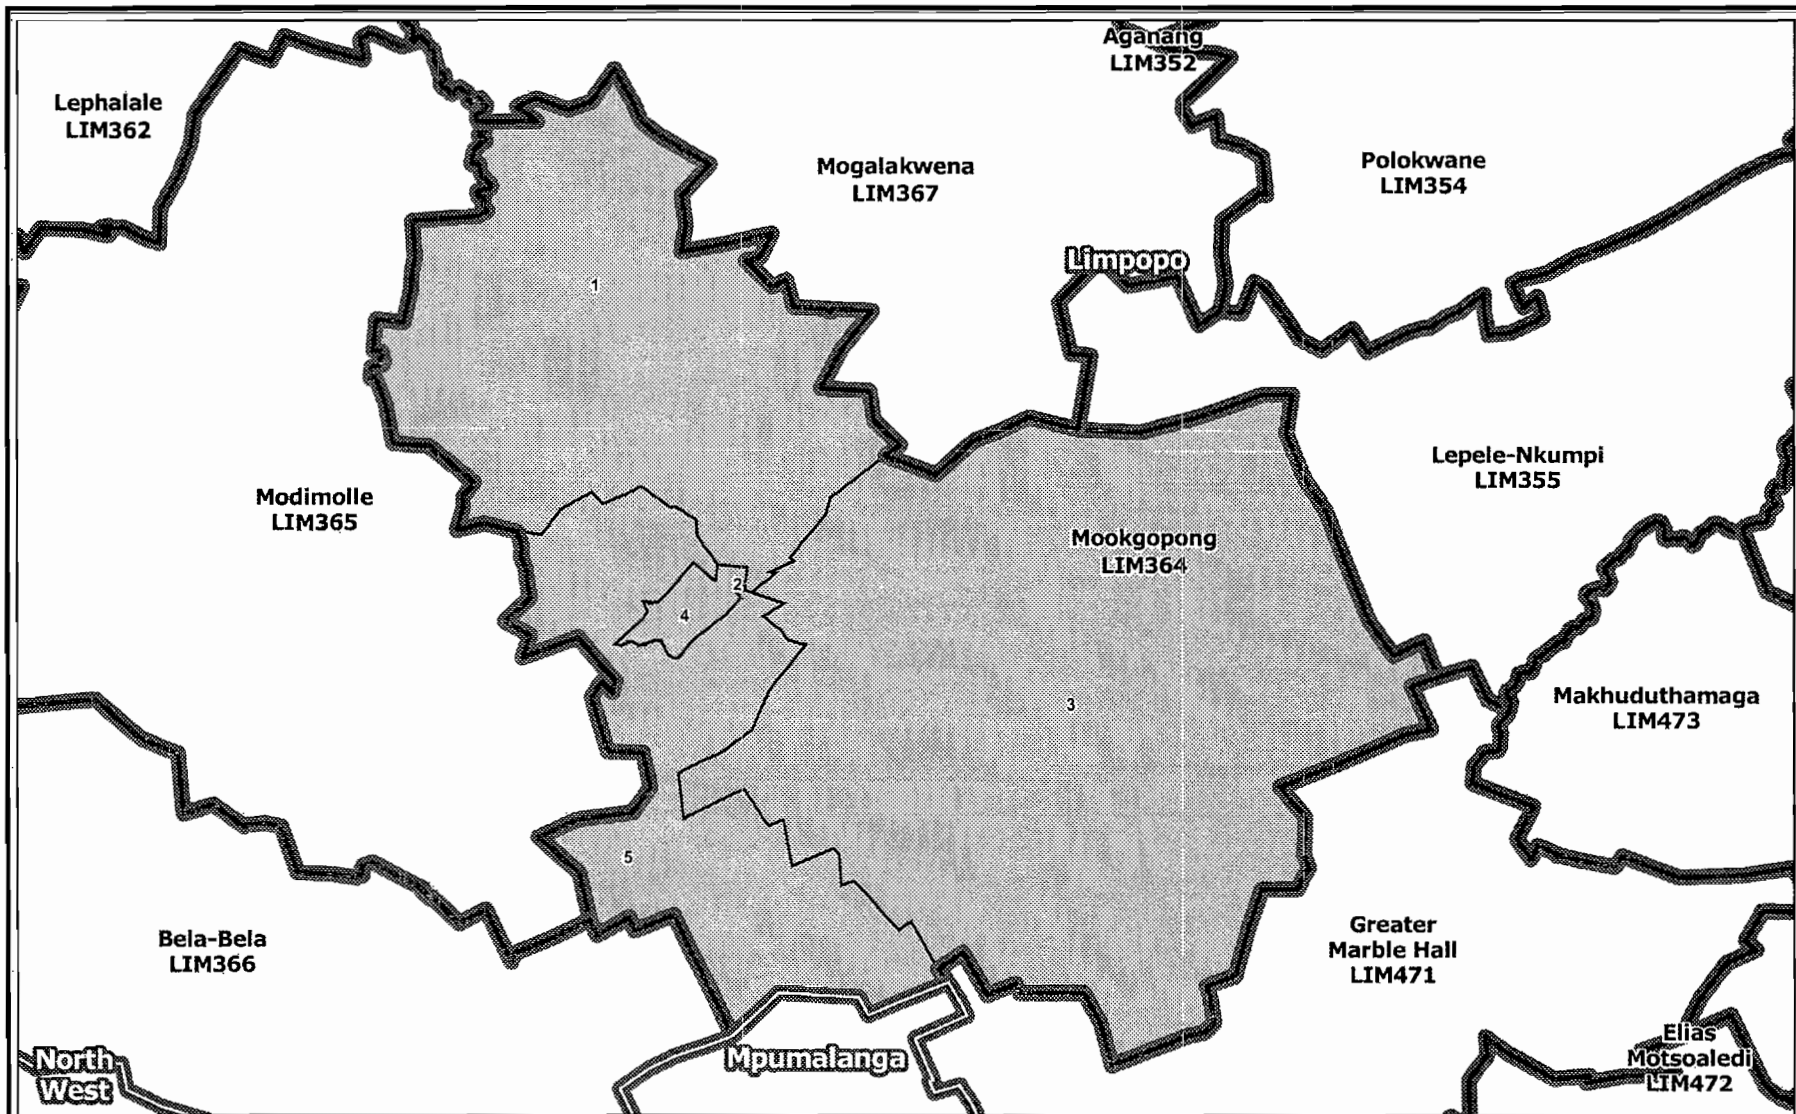 Aganang
LIM352
Lephalale
LIM362
Mogalakwena
LIM367
Polokwane
LIM354
Limpopo
1
Lepele-Nkumpi
LIM355
Modimolle
LIM365
Mookgopong
LIM364
2
4
3
Makhuduthamaga
LIM473
5
Bela-Bela
LIM366
Greater
Marble Hall
LIM471
North
West
Mpumalanga
Elias
Motsoaledi
LIM472